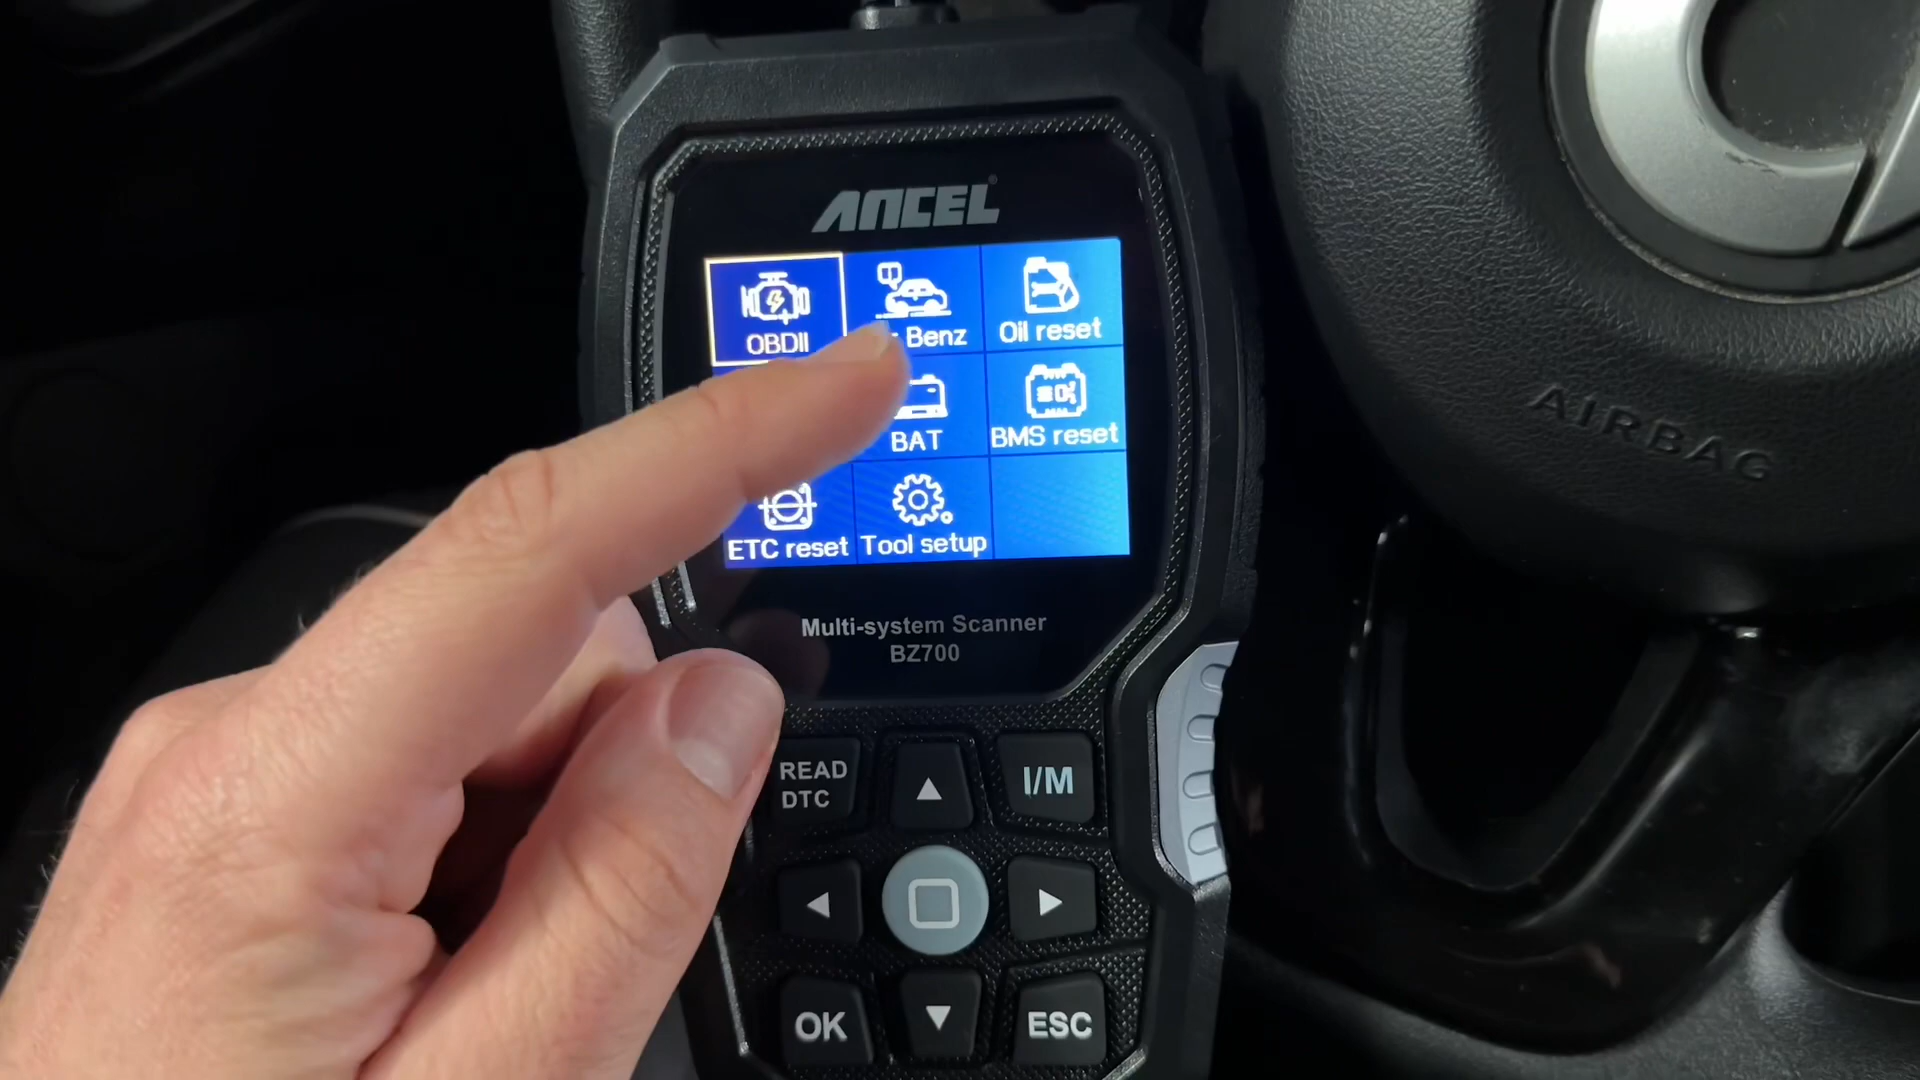 ANCEL
OBDII
Benz
Oil reset
BAT
BMS reset
ETC reset
Tool setup
Multi-system Scanner
BZ700
READ
DTC
I/M
OK
ESC
AIRBAG